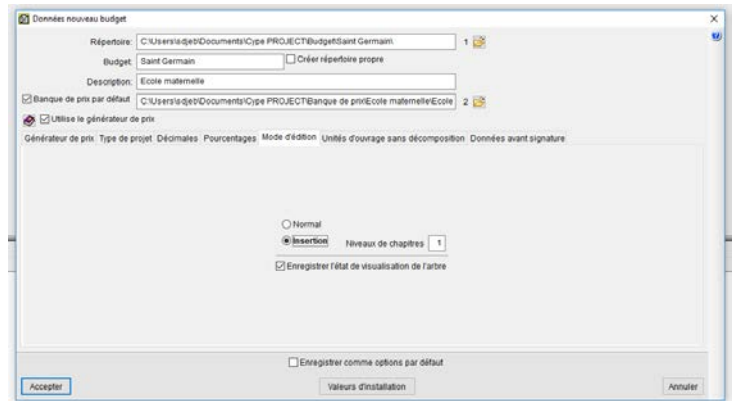 Données nouveau budget
Répertoire: C:\Users\sdjeb\Documents\Cype PROJECT\Budget\Saint Germain\ 1
Budget: Saint Germain Créer répertoire propre
Description: Ecole maternelle
Banque de prix par défaut C:\Users\sdjeb\Documents\Cype PROJECT\Banque de prix\Ecole maternelle\Ecole 2
Utilise le générateur de prix
Générateur de prix Type de projet Décimales Pourcentages Mode d'édition Unités d'ouvrage sans décomposition Données avant signature
Normal
Insertion Niveaux de chapitres 1
Enregistrer l'état de visualisation de l'arbre
Enregistrer comme options par défaut
Accepter Valeurs d'installation Annuler